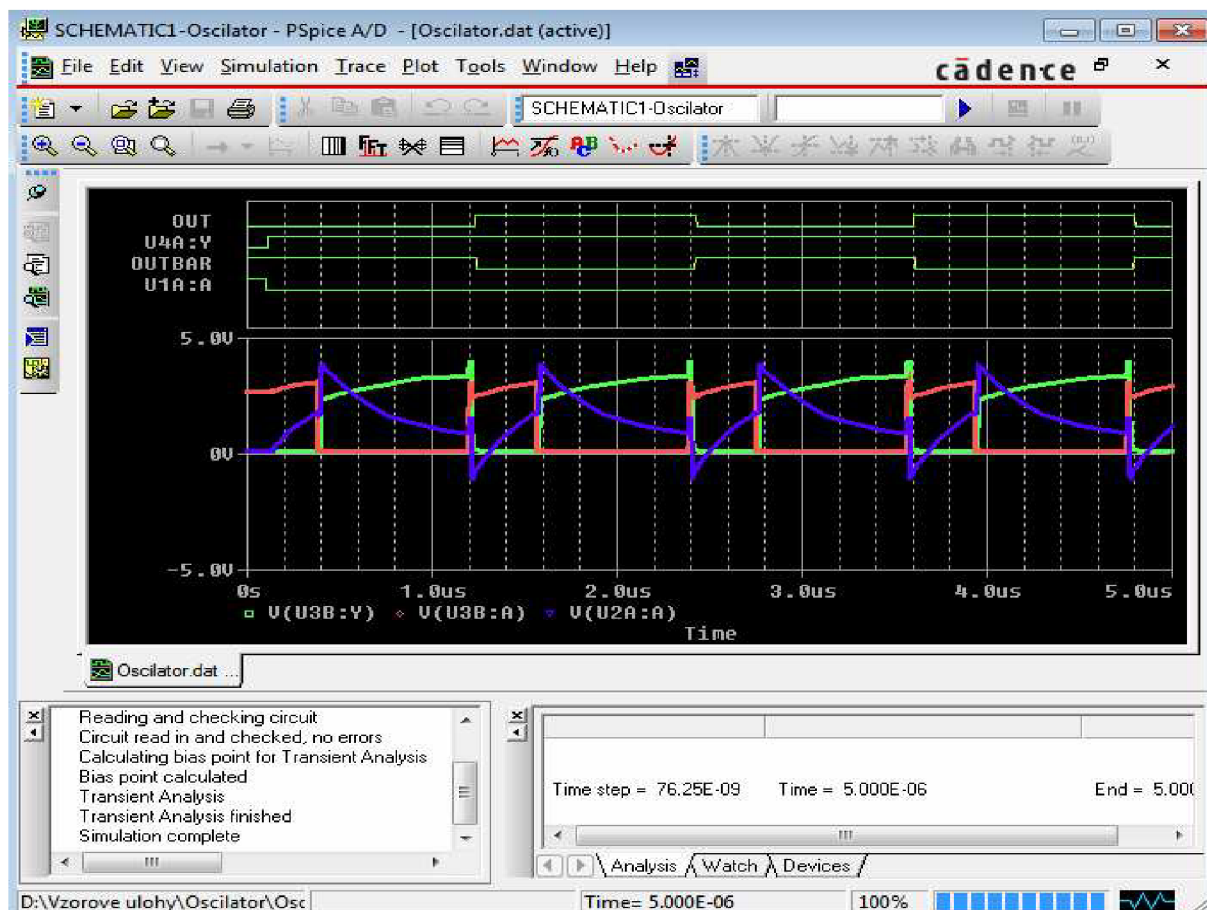 SCHEMATIC1-Oscilator - PSpice A/D - [Oscilator.dat (active)]
File Edit View Simulation Trace Plot Tools Window Help
cādence
SCHEMATIC1-Oscilator
OUT
U4A:Y
OUTBAR
U1A:A
5.0V
0V
-5.0V
0s 1.0us 2.0us 3.0us 4.0us 5.0us
V(U3B:Y) V(U3B:A) V(U2A:A)
Time
Oscilator.dat ...
Reading and checking circuit
Circuit read in and checked, no errors
Calculating bias point for Transient Analysis
Bias point calculated
Transient Analysis
Transient Analysis finished
Simulation complete
Time step = 76.25E-09 Time = 5.000E-06 End = 5.000
Analysis Watch Devices
D:\Vzorove ulohy\Oscilator\Osc Time= 5.000E-06 100%